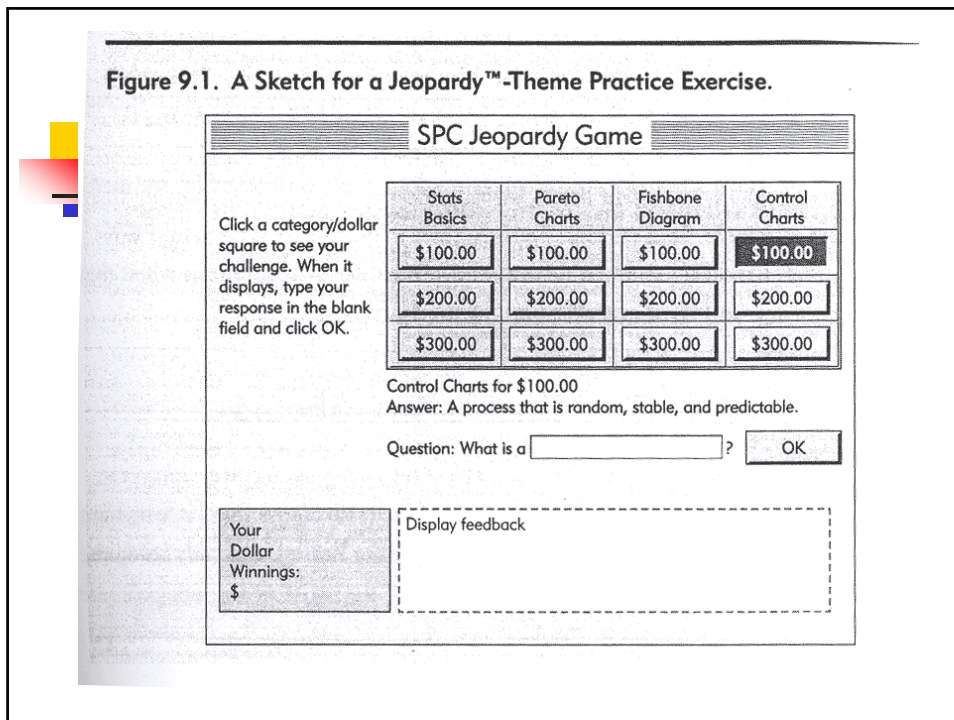 Figure 9.1. A Sketch for a Jeopardy™-Theme Practice Exercise.
SPC Jeopardy Game
Click a category/dollar
square to see your
challenge. When it
displays, type your
response in the blank
field and click OK.
Stats Basics
Pareto Charts
Fishbone Diagram
Control Charts
$100.00 $100.00 $100.00 $100.00
$200.00 $200.00 $200.00 $200.00
$300.00 $300.00 $300.00 $300.00
Control Charts for $100.00
Answer: A process that is random, stable, and predictable.
Question: What is a ? OK
Your
Dollar
Winnings:
$
Display feedback